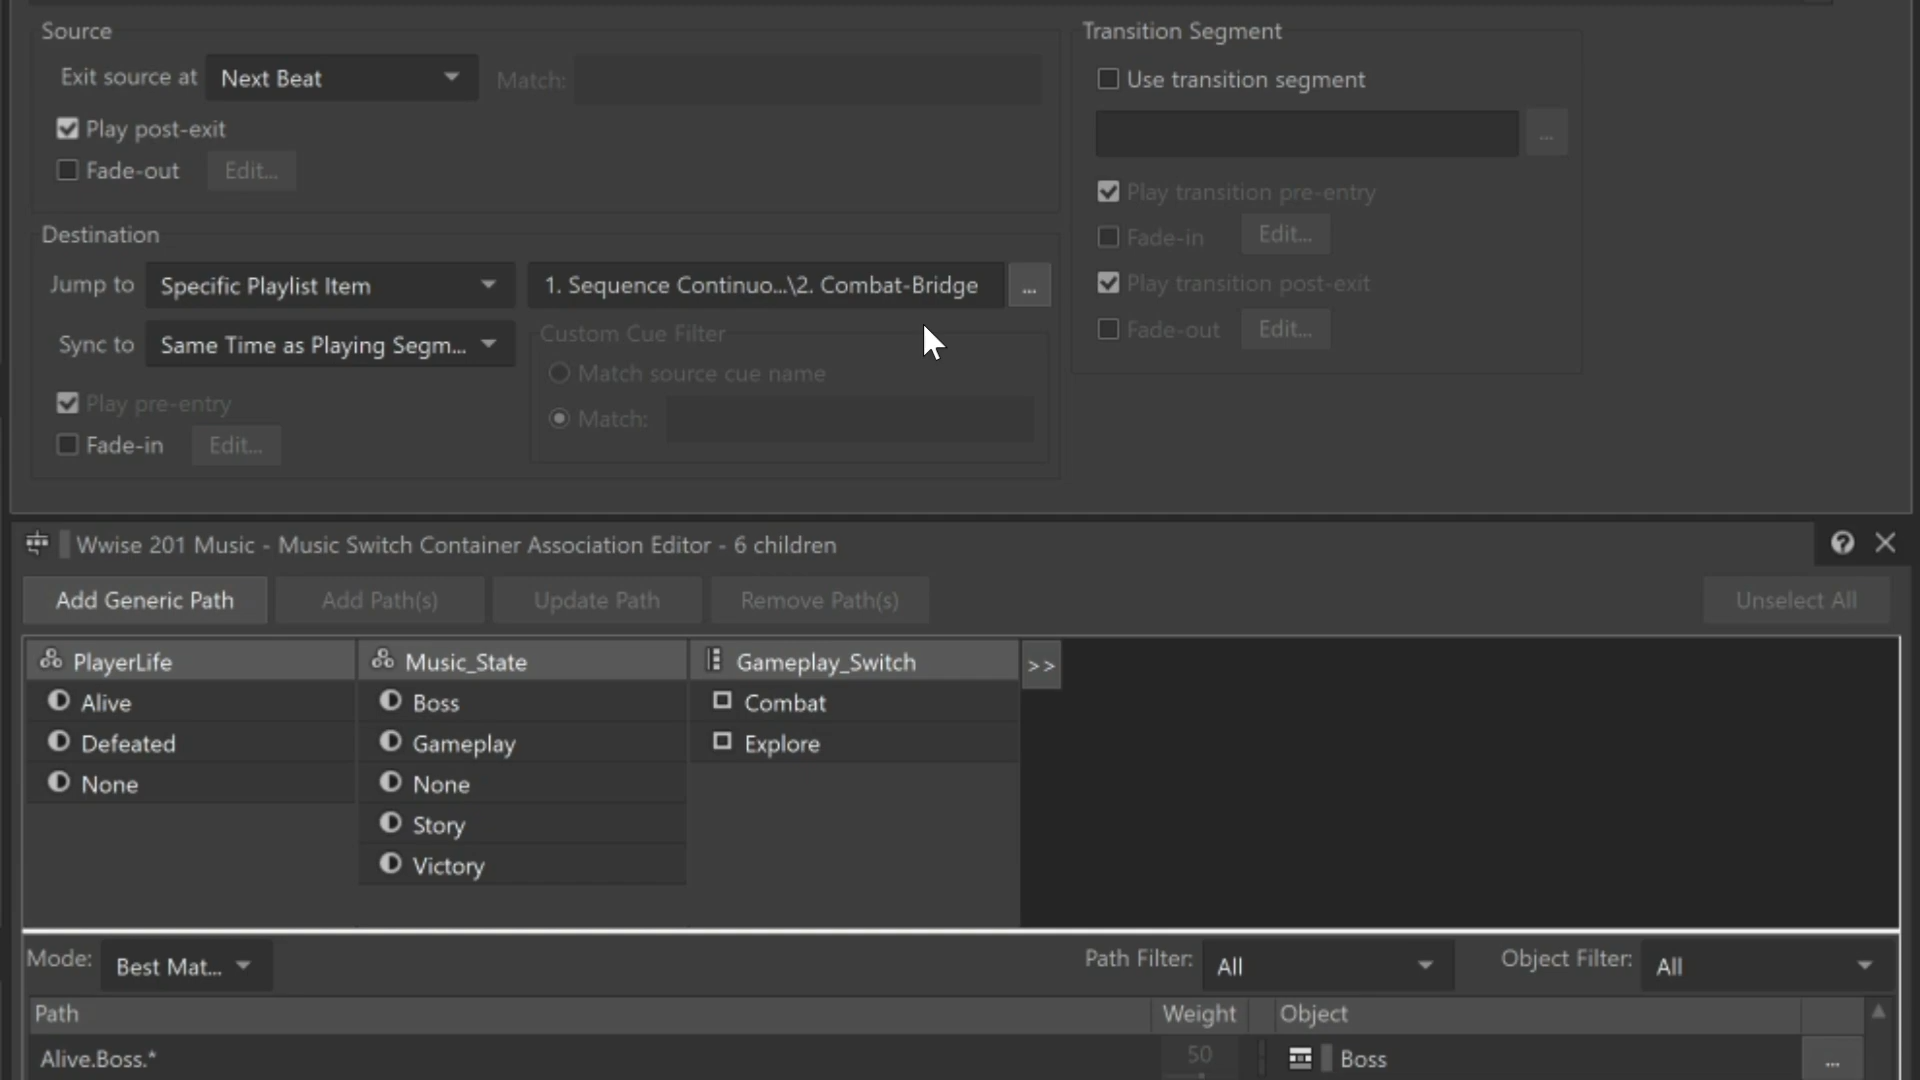 Source
Exit source at Next Beat Match:
Play post-exit
Fade-out Edit...
Destination
Jump to Specific Playlist Item 1. Sequence Continuo...\2. Combat-Bridge ...
Sync to Same Time as Playing Segm...
Custom Cue Filter
Match source cue name
Match:
Play pre-entry
Fade-in Edit...
Transition Segment
Use transition segment
...
Play transition pre-entry
Fade-in Edit...
Play transition post-exit
Fade-out Edit...
Wwise 201 Music - Music Switch Container Association Editor - 6 children
Add Generic Path Add Path(s) Update Path Remove Path(s) Unselect All
PlayerLife Music_State Gameplay_Switch >>
Alive Boss Combat
Defeated Gameplay Explore
None None
Story
Victory
Mode: Best Mat... Path Filter: All Object Filter: All
Path Weight Object
Alive.Boss.* 50 Boss ...